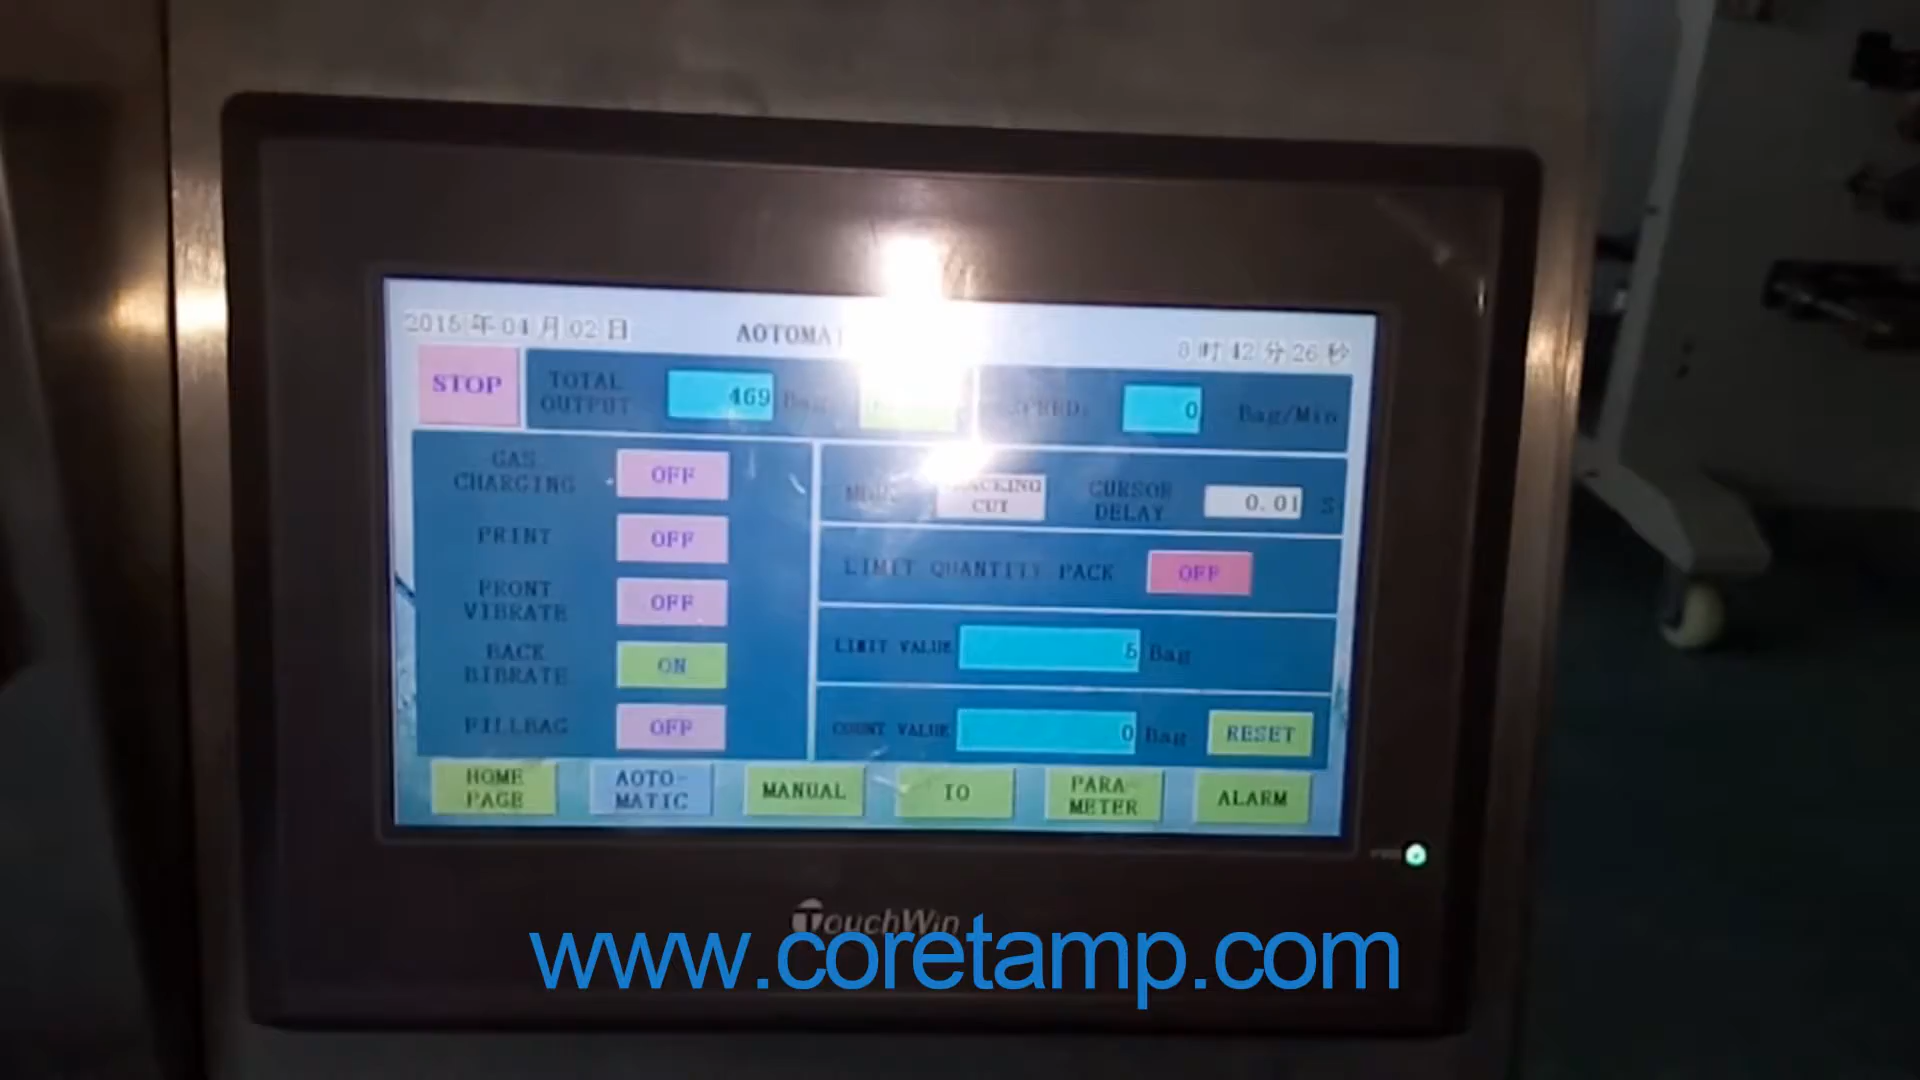 2015年04月02日
AOTOMA
8时42分26秒
STOP
TOTAL OUTPUT
469 Bag
SPEED:
0 Bag/Min
GAS CHARGING
OFF
CUT
CURSOR DELAY
0.01 S
PRINT
OFF
LIMIT QUANTITY PACK
OFF
FRONT VIBRATE
OFF
LIMIT VALUE
5 Bag
BACK BIBRATE
ON
FILLBAG
OFF
COUNT VALUE
0 Bag
RESET
HOME PAGE
AOTO-MATIC
MANUAL
IO
PARA-METER
ALARM
TouchWin
www.coretamp.com